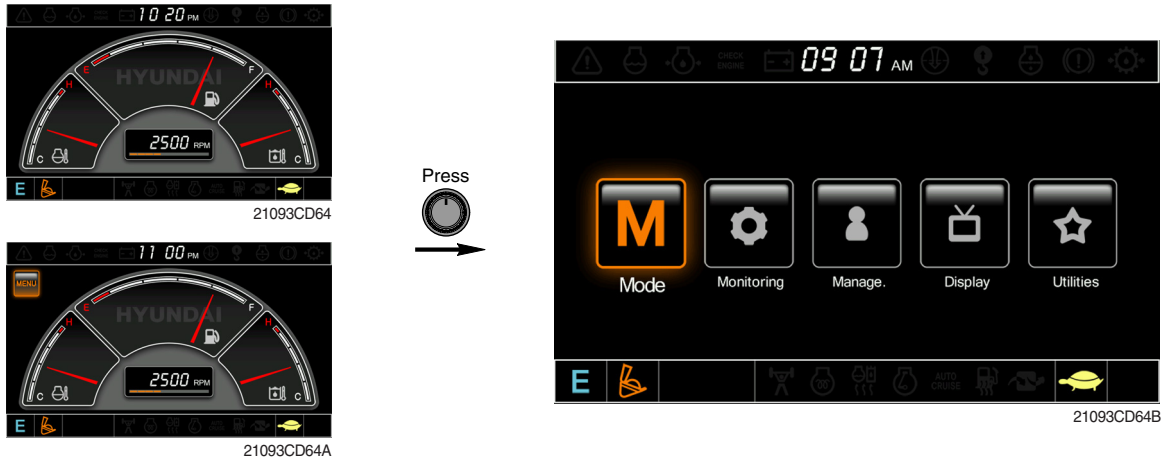 10 20 PM
E
HYUNDAI
F
H
H
2500 RPM
C
C
E
21093CD64
11 00 PM
MENU
E
HYUNDAI
F
H
H
2500 RPM
C
C
E
21093CD64A
Press
CHECK
ENGINE
09 07 AM
M
Mode
Monitoring
Manage.
Display
Utilities
E
AUTO
CRUISE
21093CD64B